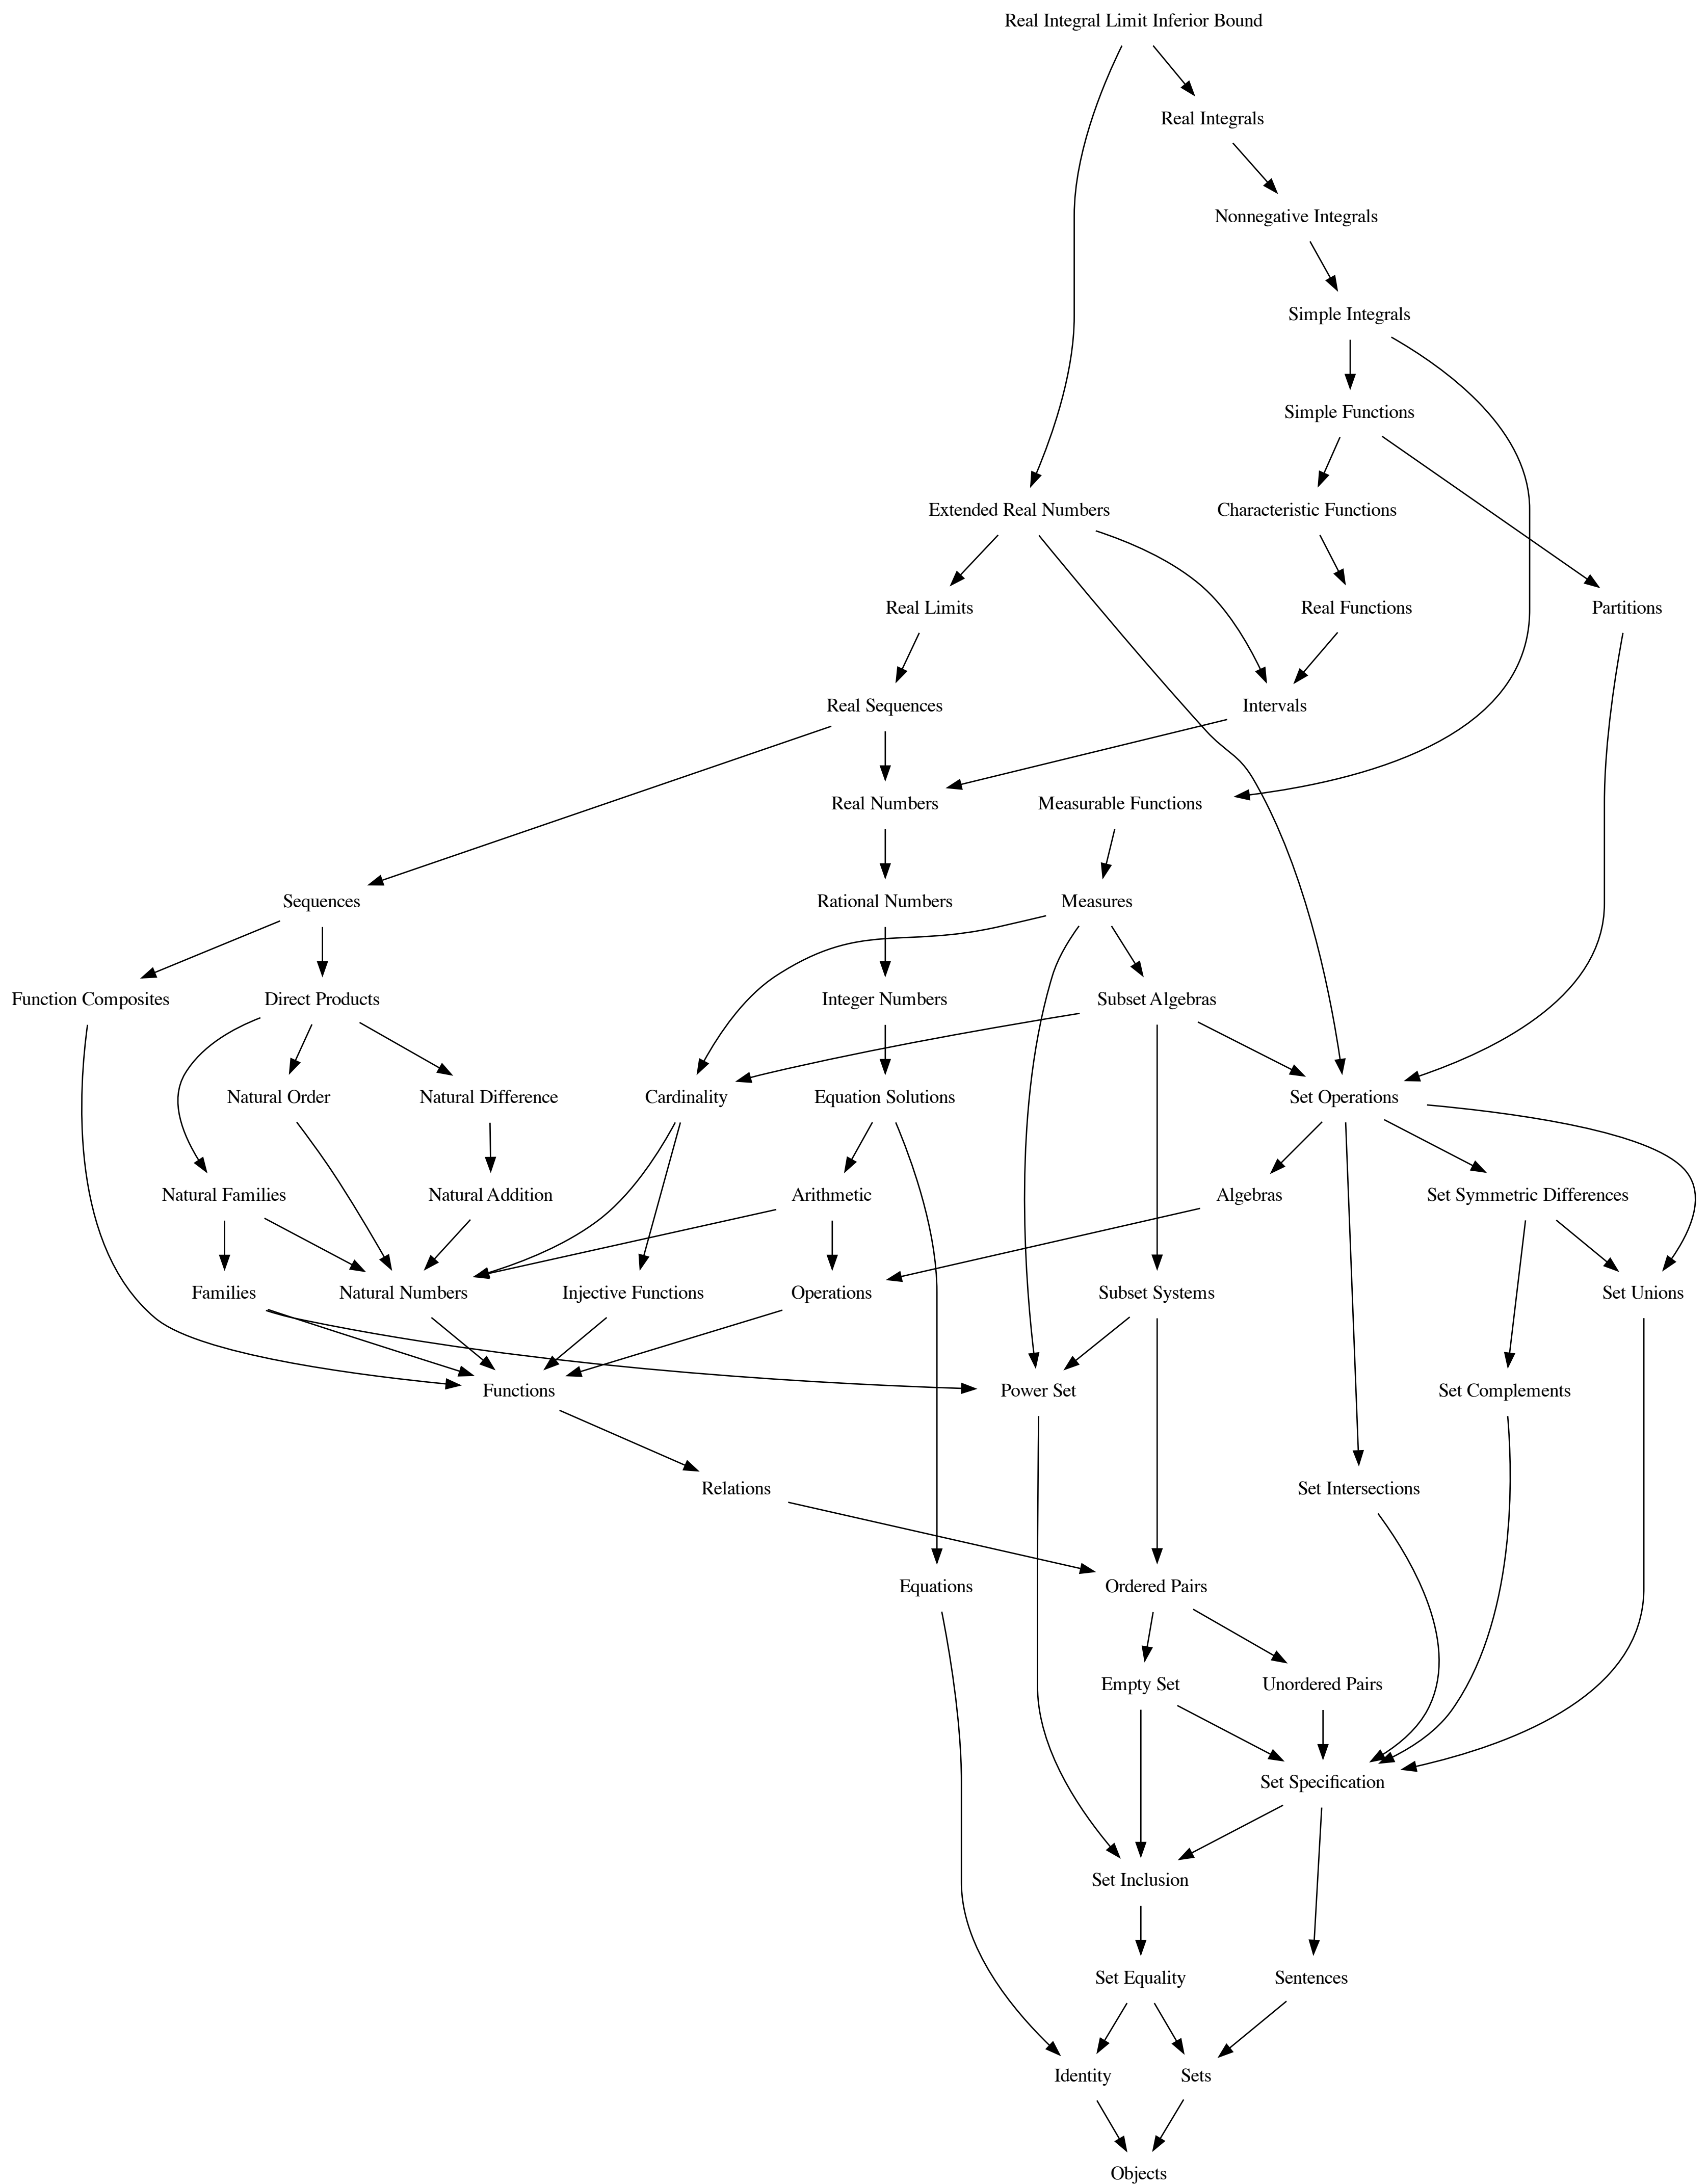 Real Integral Limit Inferior Bound
Real Integrals
Nonnegative Integrals
Simple Integrals
Simple Functions
Extended Real Numbers
Characteristic Functions
Real Limits
Real Functions
Partitions
Real Sequences
Intervals
Real Numbers
Measurable Functions
Sequences
Rational Numbers
Measures
Function Composites
Direct Products
Integer Numbers
Subset Algebras
Natural Order
Natural Difference
Cardinality
Equation Solutions
Set Operations
Natural Families
Natural Addition
Arithmetic
Algebras
Set Symmetric Differences
Families
Natural Numbers
Injective Functions
Operations
Subset Systems
Set Unions
Functions
Power Set
Set Complements
Relations
Set Intersections
Equations
Ordered Pairs
Empty Set
Unordered Pairs
Set Specification
Set Inclusion
Set Equality
Sentences
Identity
Sets
Objects